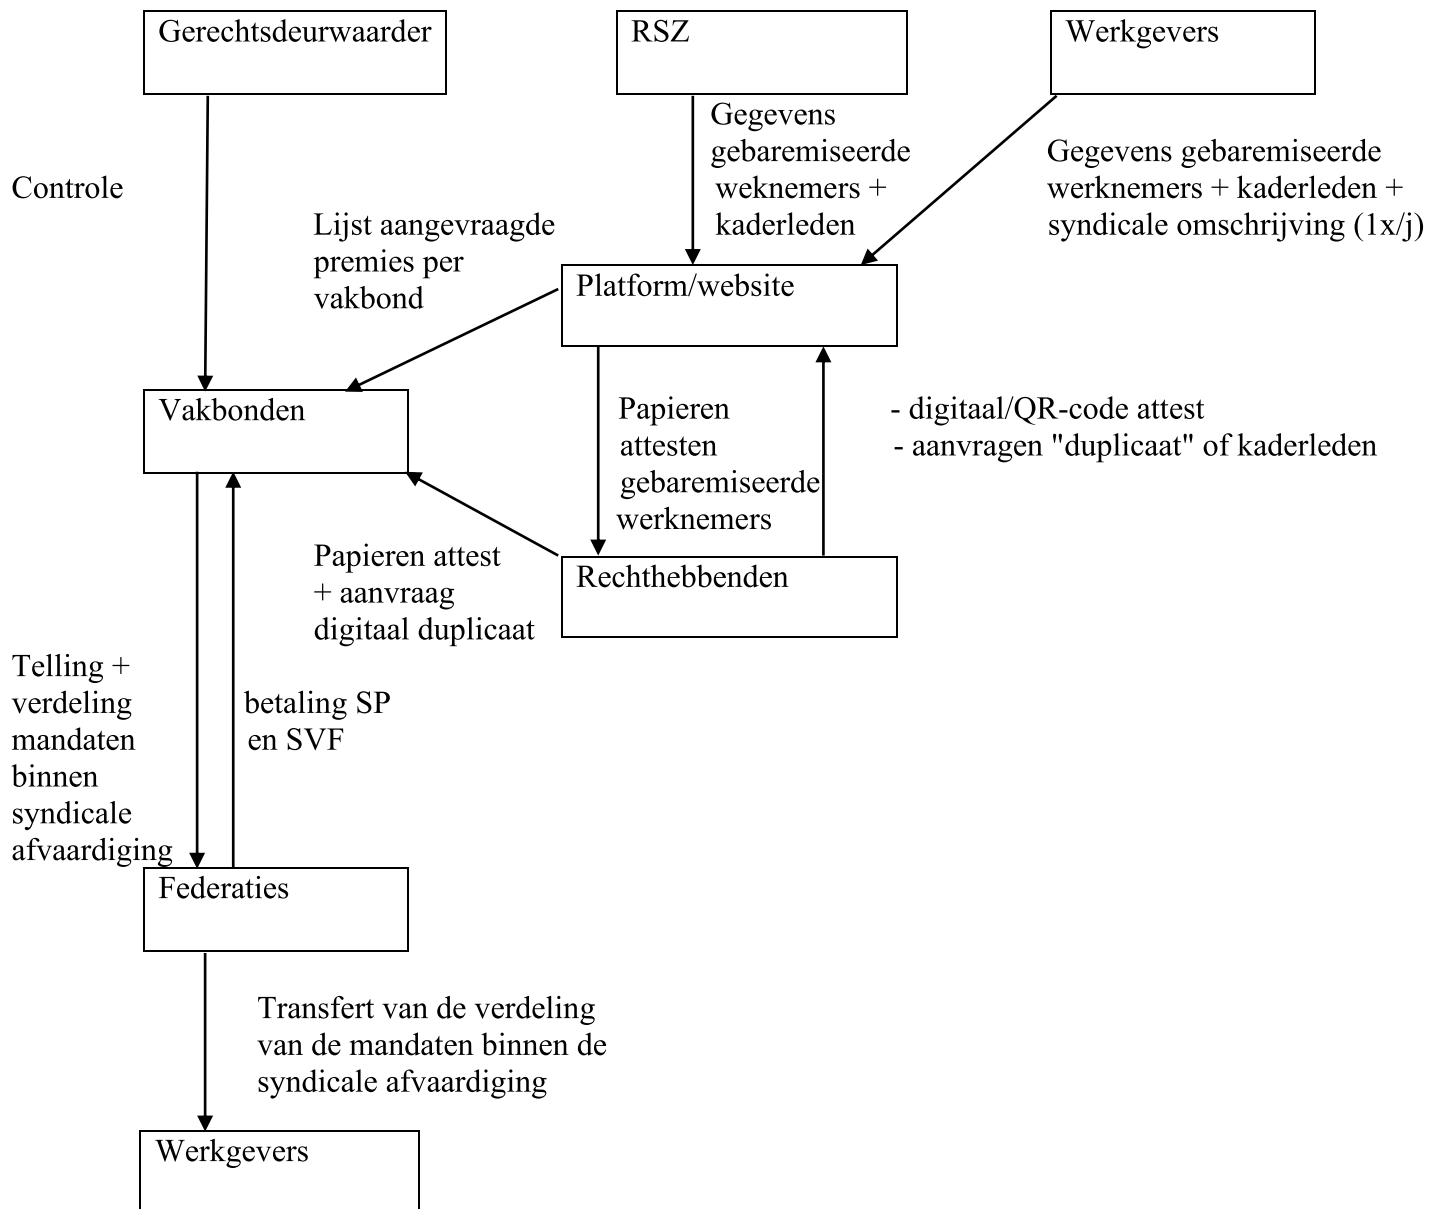 Gerechtsdeurwaarder
RSZ
Werkgevers
Controle
Gegevens
gebaremiseerde
weknemers +
kaderleden
Gegevens gebaremiseerde
werknemers + kaderleden +
syndicale omschrijving (1x/j)
Lijst aangevraagde
premies per
vakbond
Platform/website
Vakbonden
Papieren
attesten
gebaremiseerde
werknemers
- digitaal/QR-code attest
- aanvragen "duplicaat" of kaderleden
Papieren attest
+ aanvraag
digitaal duplicaat
Rechthebbenden
Telling +
verdeling
mandaten
binnen
syndicale
afvaardiging
betaling SP
en SVF
Federaties
Transfert van de verdeling
van de mandaten binnen de
syndicale afvaardiging
Werkgevers